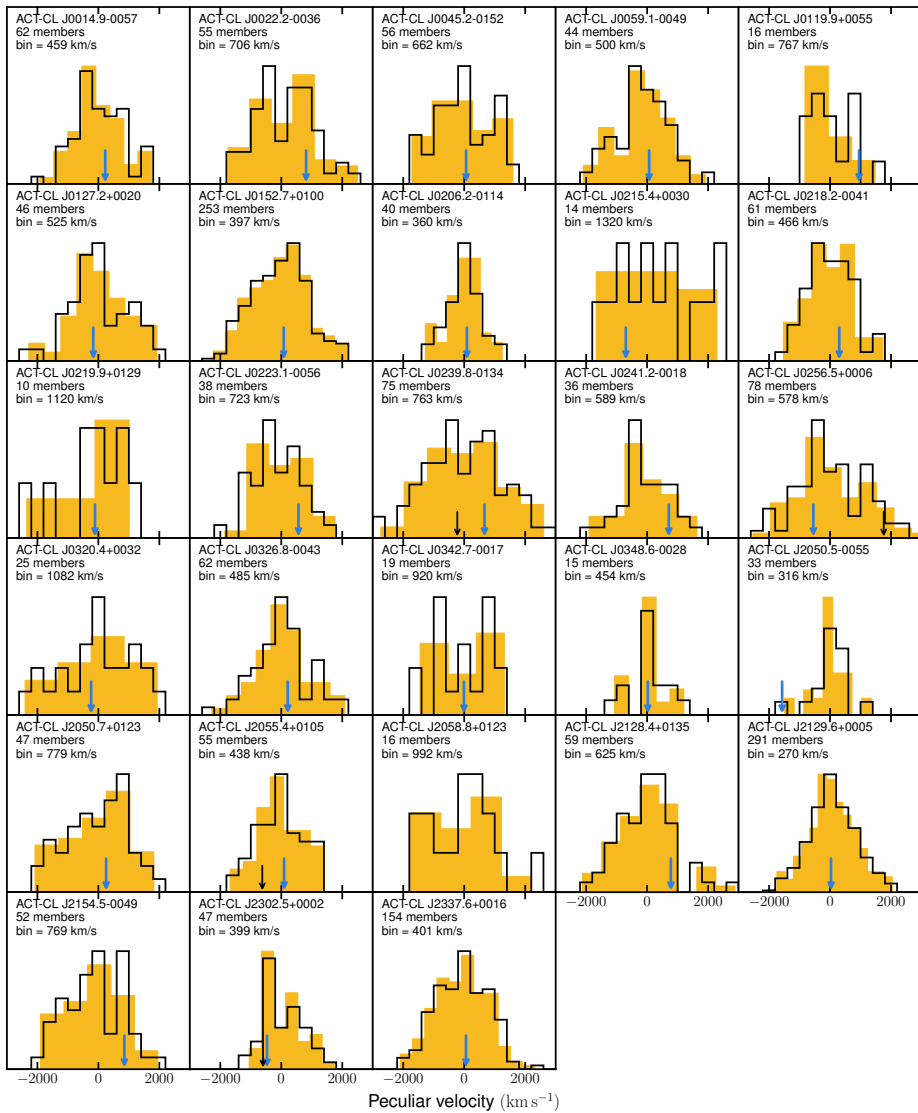 ACT-CL J0014.9-0057
62 members
bin = 459 km/s
ACT-CL J0022.2-0036
55 members
bin = 706 km/s
ACT-CL J0045.2-0152
56 members
bin = 662 km/s
ACT-CL J0059.1-0049
44 members
bin = 500 km/s
ACT-CL J0119.9+0055
16 members
bin = 767 km/s
ACT-CL J0127.2+0020
46 members
bin = 525 km/s
ACT-CL J0152.7+0100
253 members
bin = 397 km/s
ACT-CL J0206.2-0114
40 members
bin = 360 km/s
ACT-CL J0215.4+0030
14 members
bin = 1320 km/s
ACT-CL J0218.2-0041
61 members
bin = 466 km/s
ACT-CL J0219.9+0129
10 members
bin = 1120 km/s
ACT-CL J0223.1-0056
38 members
bin = 723 km/s
ACT-CL J0239.8-0134
75 members
bin = 763 km/s
ACT-CL J0241.2-0018
36 members
bin = 589 km/s
ACT-CL J0256.5+0006
78 members
bin = 578 km/s
ACT-CL J0320.4+0032
25 members
bin = 1082 km/s
ACT-CL J0326.8-0043
62 members
bin = 485 km/s
ACT-CL J0342.7-0017
19 members
bin = 920 km/s
ACT-CL J0348.6-0028
15 members
bin = 454 km/s
ACT-CL J2050.5-0055
33 members
bin = 316 km/s
ACT-CL J2050.7+0123
47 members
bin = 779 km/s
ACT-CL J2055.4+0105
55 members
bin = 438 km/s
ACT-CL J2058.8+0123
16 members
bin = 992 km/s
ACT-CL J2128.4+0135
59 members
bin = 625 km/s
ACT-CL J2129.6+0005
291 members
bin = 270 km/s
−2000 0 2000 −2000 0 2000
ACT-CL J2154.5-0049
52 members
bin = 769 km/s
ACT-CL J2302.5+0002
47 members
bin = 399 km/s
ACT-CL J2337.6+0016
154 members
bin = 401 km/s
−2000 0 2000 −2000 0 2000 −2000 0 2000
Peculiar velocity (km s⁻¹)